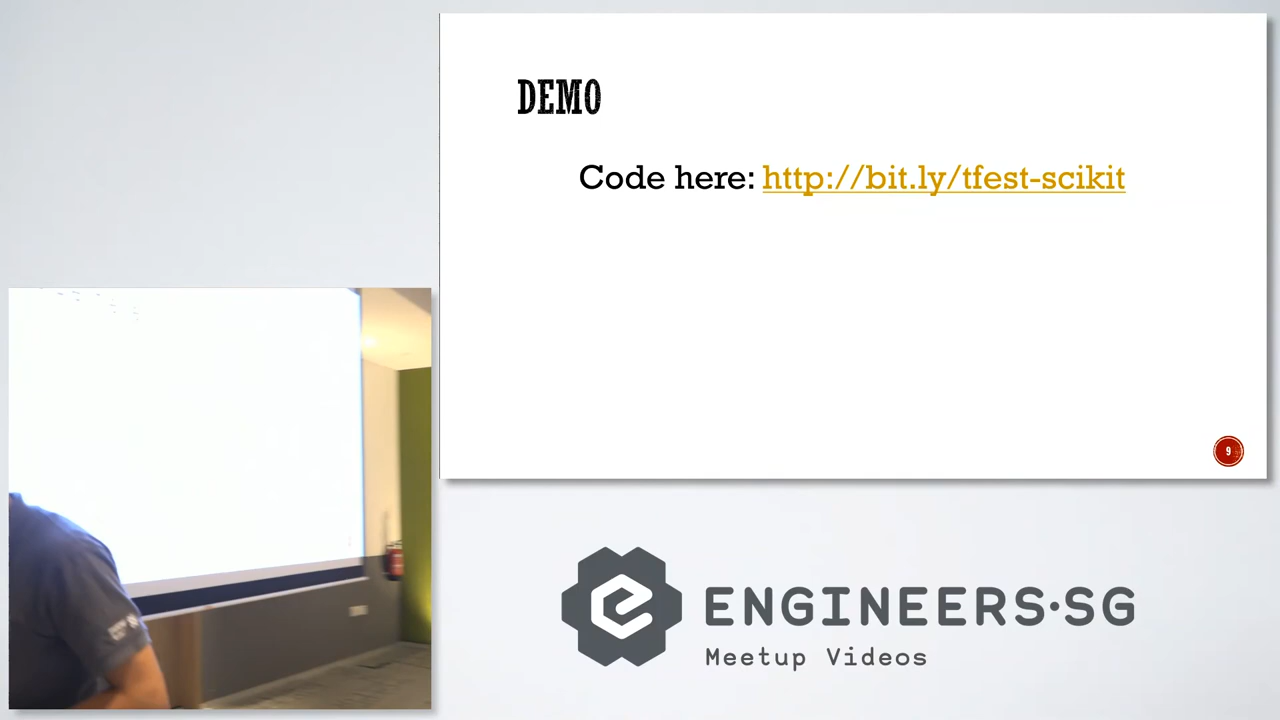 DEMO
Code here: http://bit.ly/tfest-scikit
9
ENGINEERS.SG
Meetup Videos